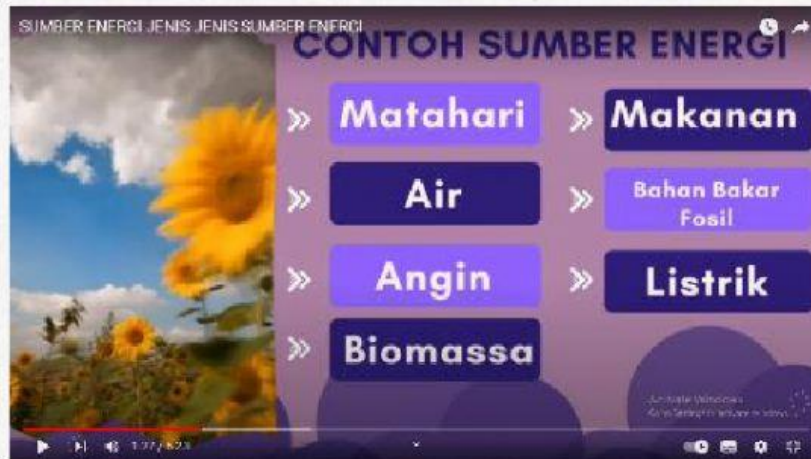 SUMBER ENERGI JENIS JENIS SUMBER ENERGI
CONTOH SUMBER ENERGI
Matahari
Air
Angin
Biomassa
Makanan
Bahan Bakar
Fosil
Listrik